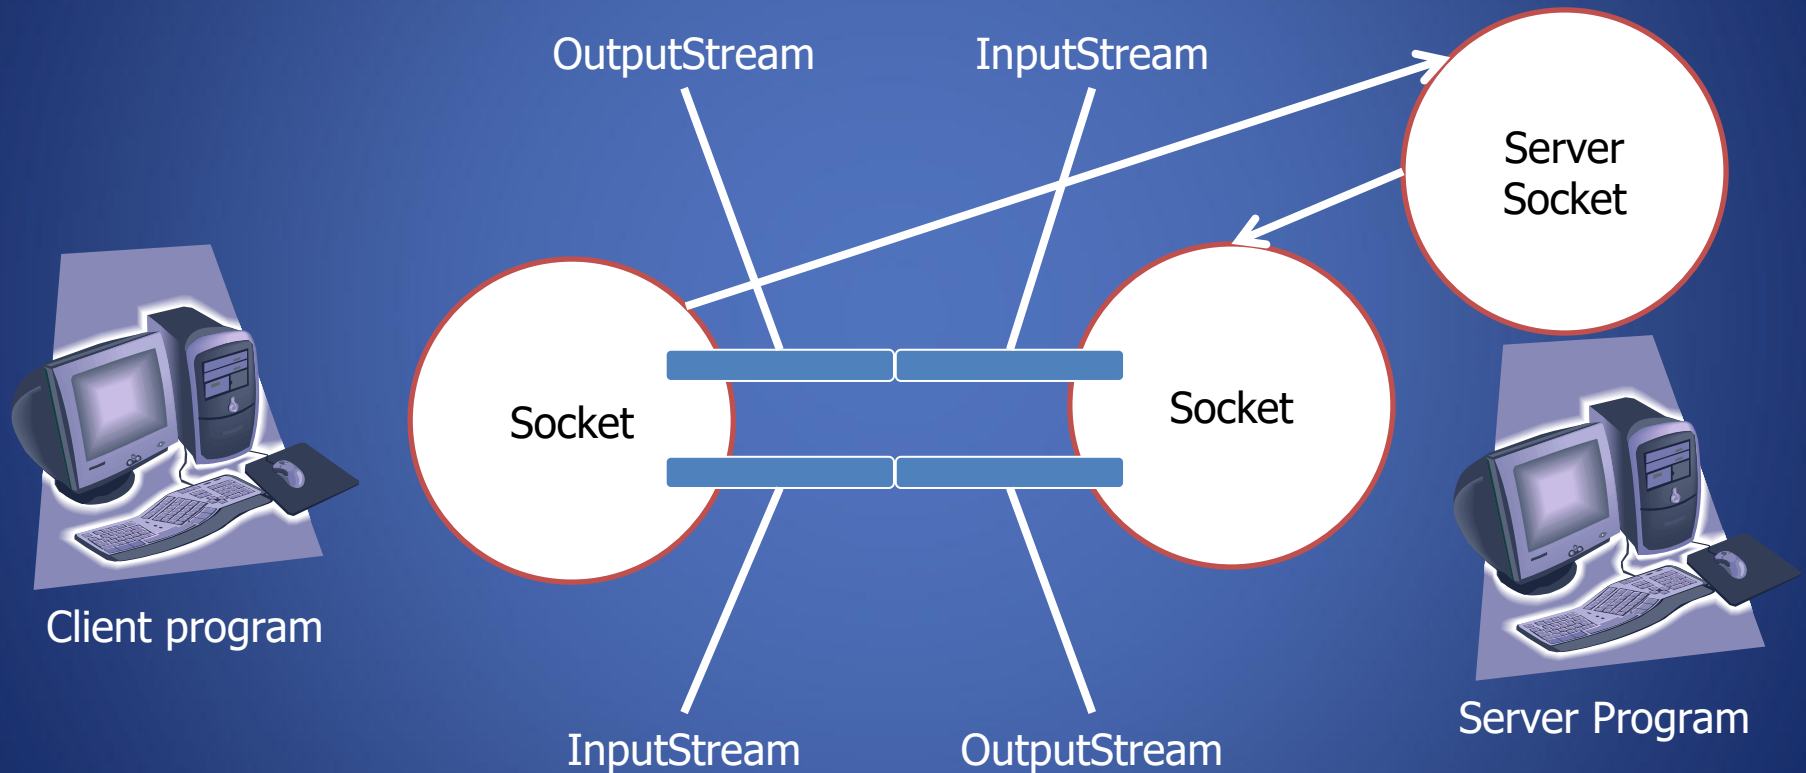 OutputStream
InputStream
Server
Socket
Socket
Socket
Client program
Server Program
InputStream
OutputStream